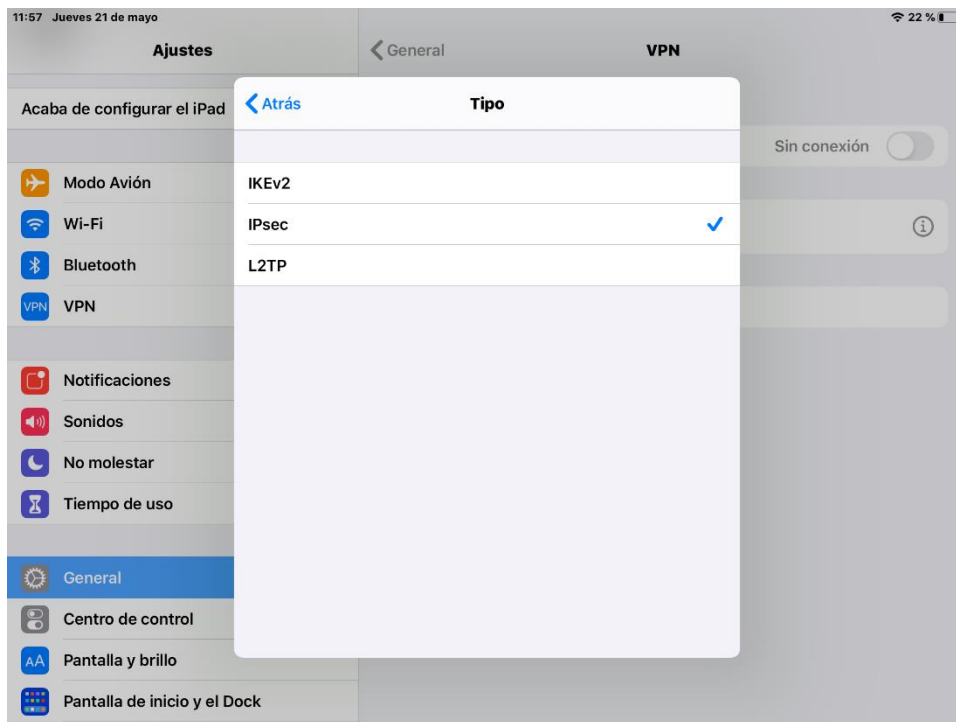 11:57 Jueves 21 de mayo
22 %
Ajustes
General
VPN
Acaba de configurar el iPad
Atrás
Tipo
Sin conexión
Modo Avión
IKEv2
Wi-Fi
IPsec
Bluetooth
L2TP
VPN
VPN
Notificaciones
Sonidos
No molestar
Tiempo de uso
General
Centro de control
AA
Pantalla y brillo
Pantalla de inicio y el Dock